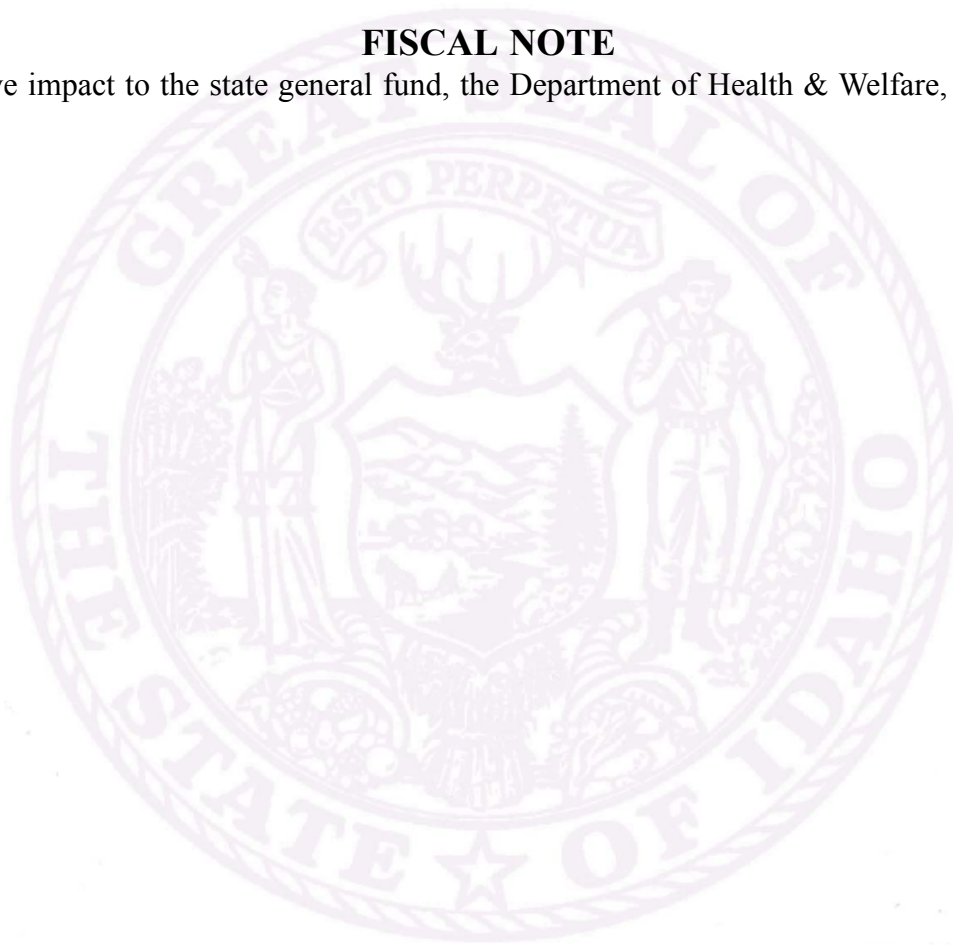 FISCAL NOTE
impact to the state general fund, the Department of Health & Welfare,
GREAT SEAL OF
ESTO PERPETUA
THE STATE OF IDAHO